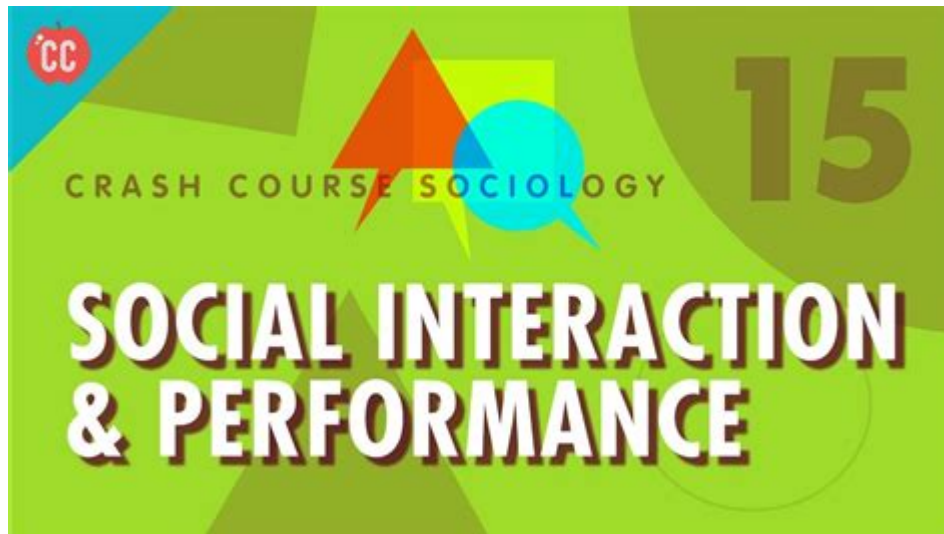 CC
15
CRASH COURSE SOCIOLOGY
SOCIAL INTERACTION
& PERFORMANCE